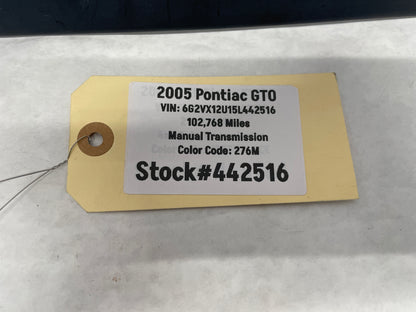 2005 Pontiac GTO
VIN: 6G2VX12U15L442516
102,768 Miles
Manual Transmission
Color Code: 276M
Stock#442516